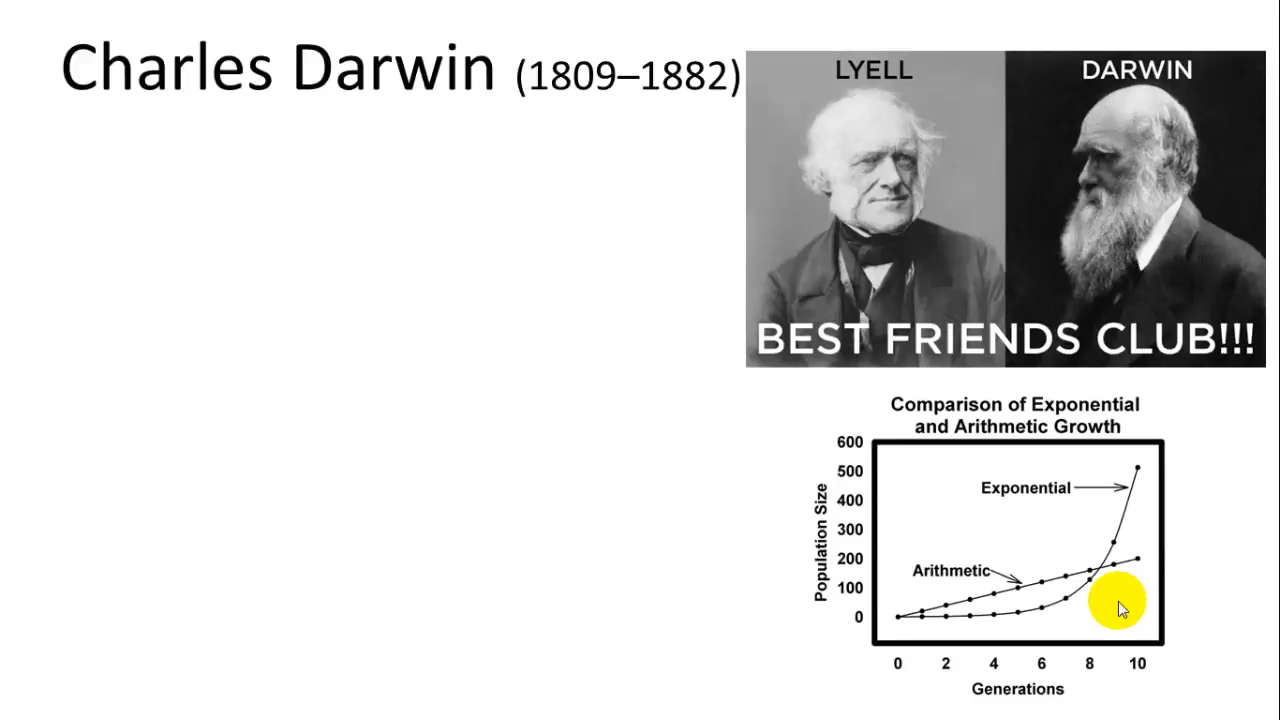 Charles Darwin (1809–1882)
LYELL
DARWIN
BEST FRIENDS CLUB!!!
Comparison of Exponential
and Arithmetic Growth
600
500
400
300
200
100
0
Population Size
Exponential
Arithmetic
0 2 4 6 8 10
Generations